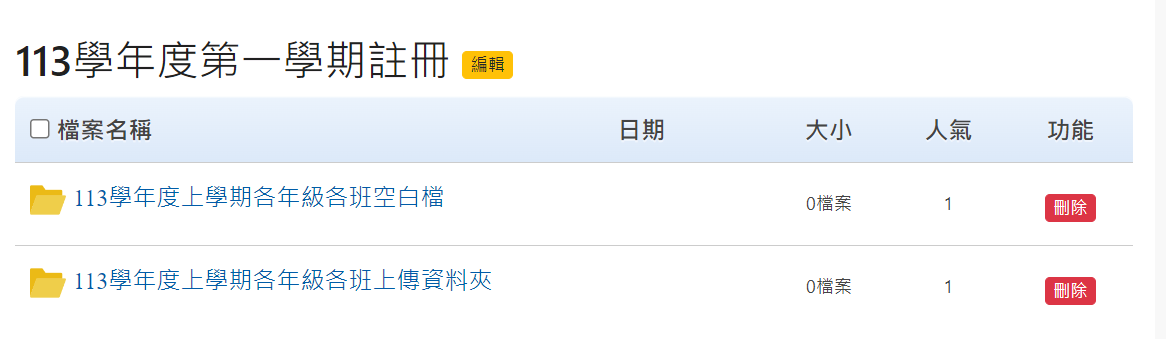 113學年度第一學期註冊 編輯
檔案名稱 日期 大小 人氣 功能
113學年度上學期各年級各班空白檔 0檔案 1 刪除
113學年度上學期各年級各班上傳資料夾 0檔案 1 刪除